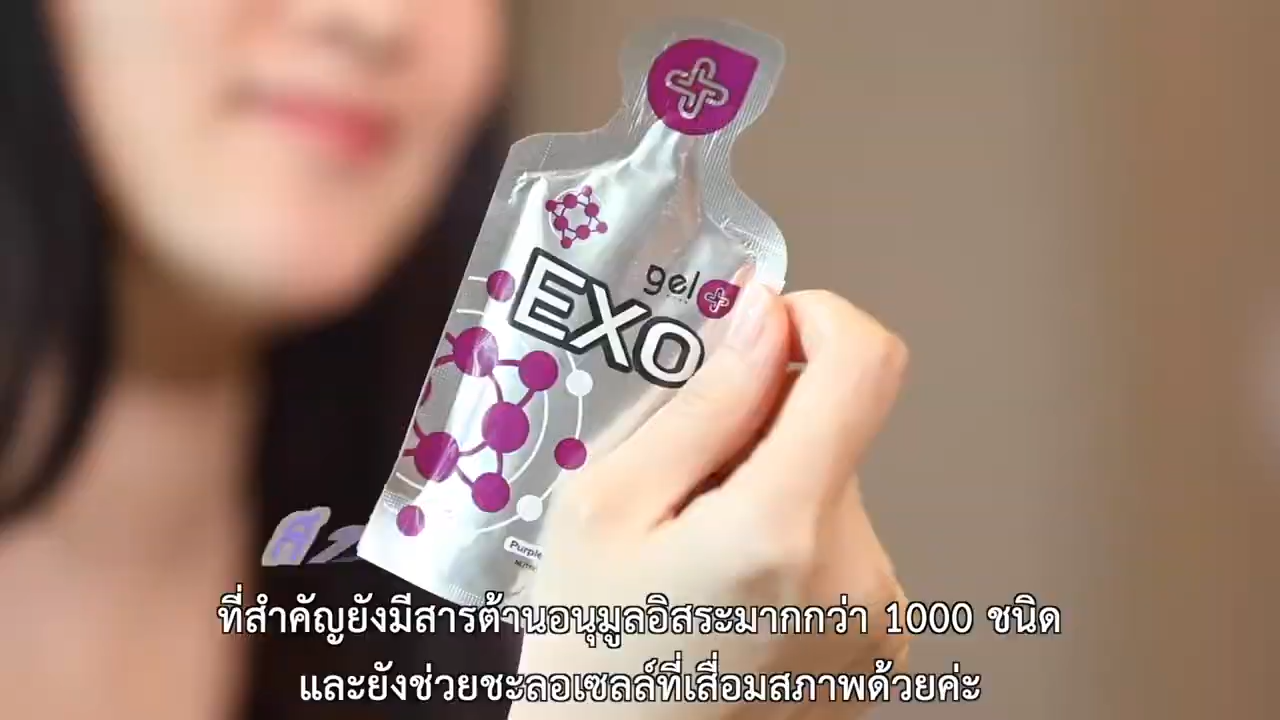 gel
EXO
Purple
ที่สำคัญยังมีสารต้านอนุมูลอิสระมากกว่า 1000 ชนิด
และยังช่วยชะลอเซลล์ที่เสื่อมสภาพด้วยค่ะ